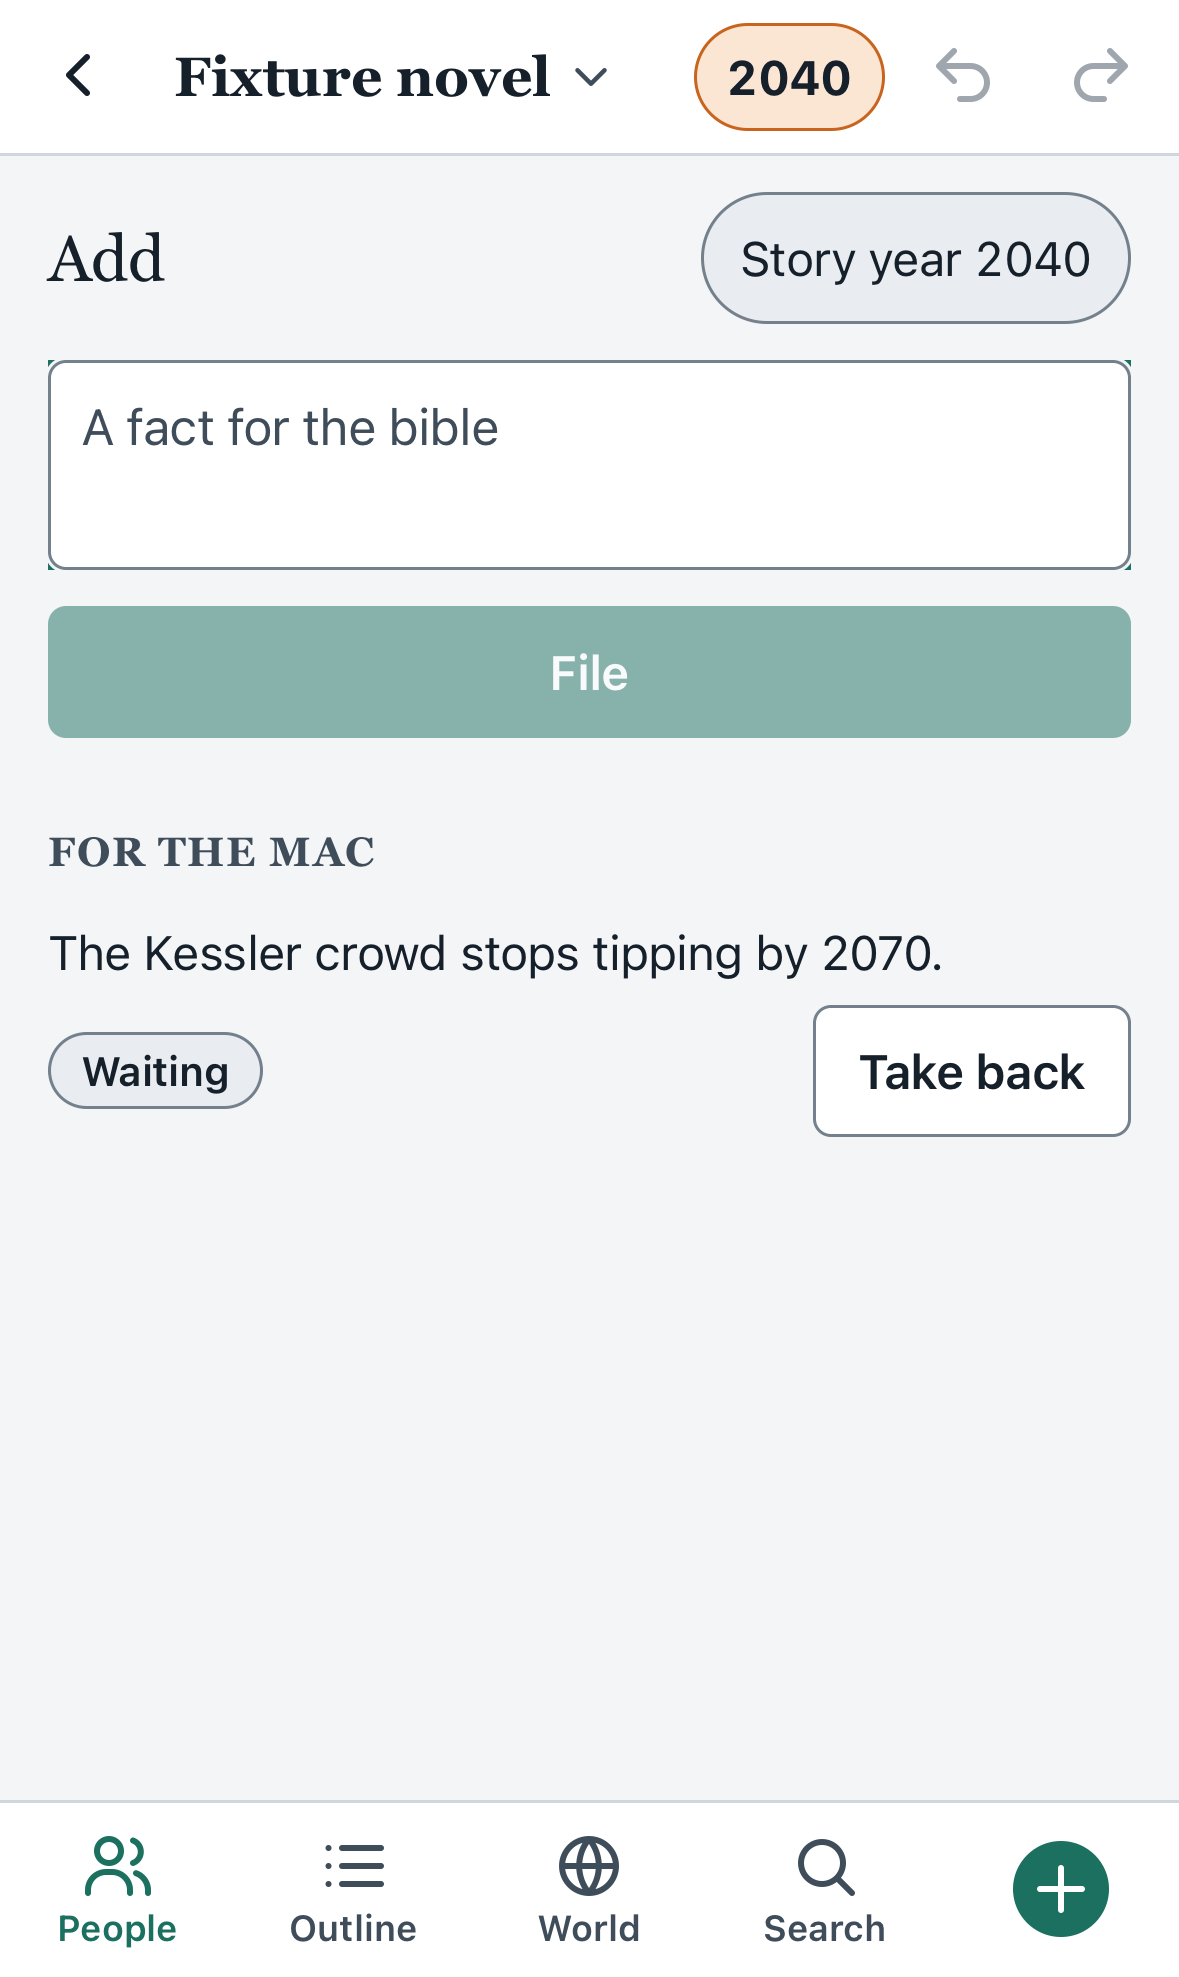 Fixture novel
2040
Add
Story year 2040
A fact for the bible
File
FOR THE MAC
The Kessler crowd stops tipping by 2070.
Waiting
Take back
People
Outline
World
Search